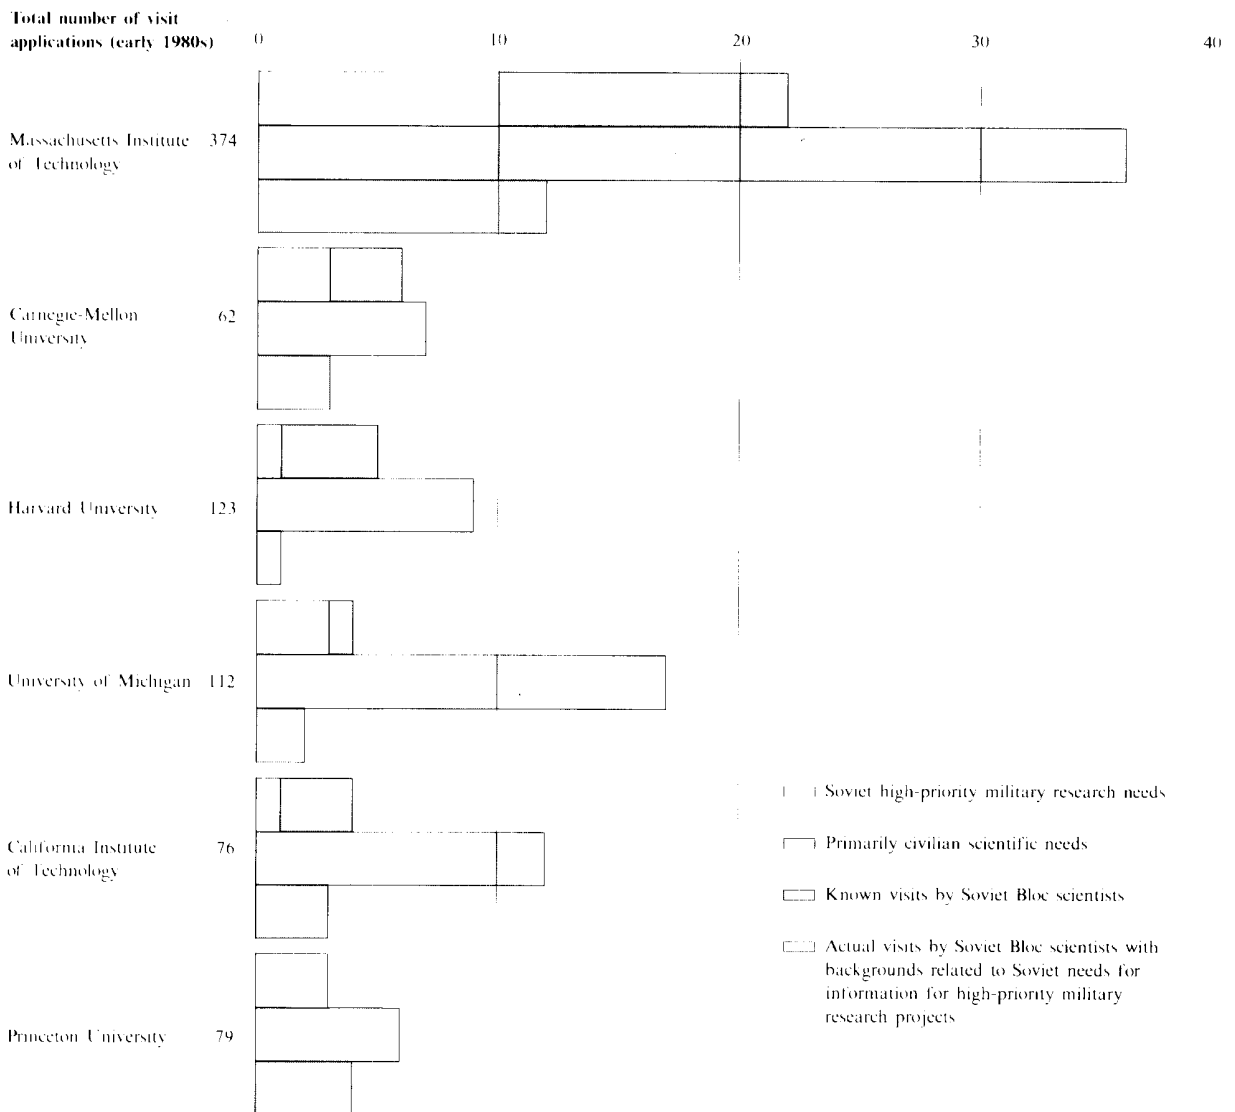 Total number of visit
applications (early 1980s)
0 10 20 30 40
Massachusetts Institute 374
of Technology
Carnegie-Mellon 62
University
Harvard University 123
University of Michigan 112
California Institute 76
of Technology
Princeton University 79
Soviet high-priority military research needs
Primarily civilian scientific needs
Known visits by Soviet Bloc scientists
Actual visits by Soviet Bloc scientists with
backgrounds related to Soviet needs for
information for high-priority military
research projects